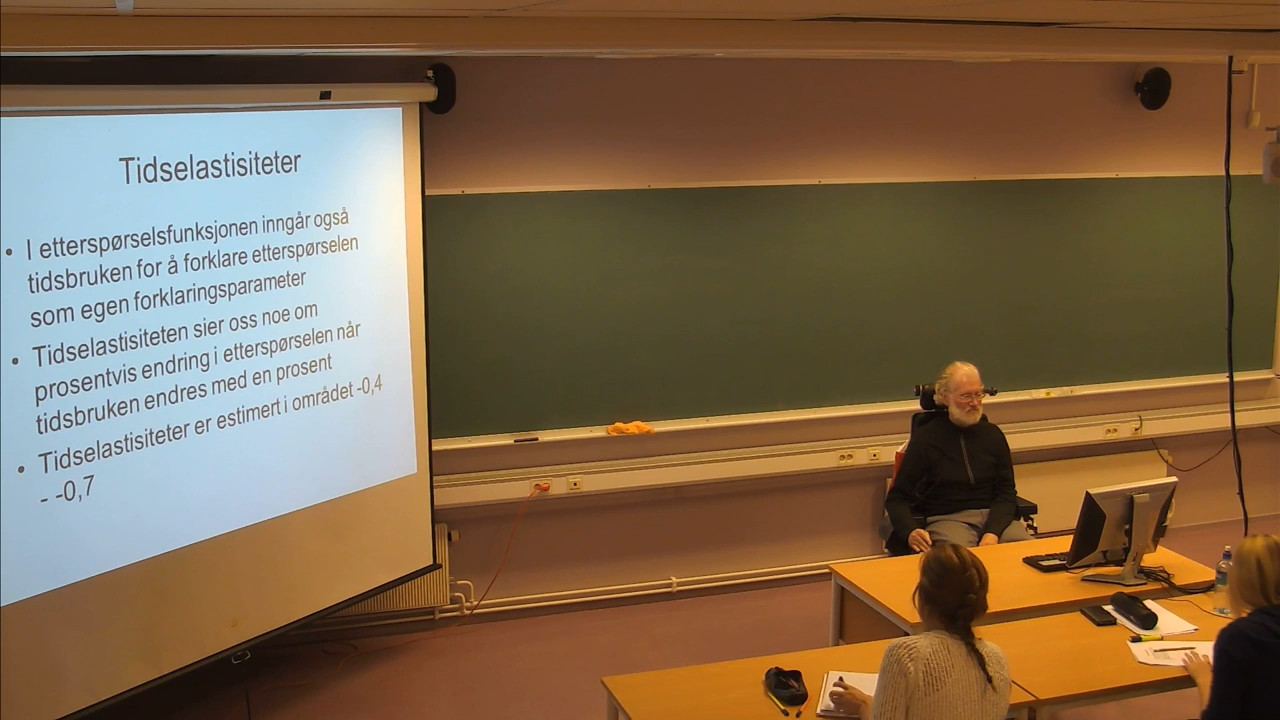 Tidselastisiteter
• I etterspørselsfunksjonen inngår også
tidsbruken for å forklare etterspørselen
som egen forklaringsparameter
• Tidselastisiteten sier oss noe om
prosentvis endring i etterspørselen når
tidsbruken endres med en prosent
• Tidselastisiteter er estimert i området -0,4
- -0,7